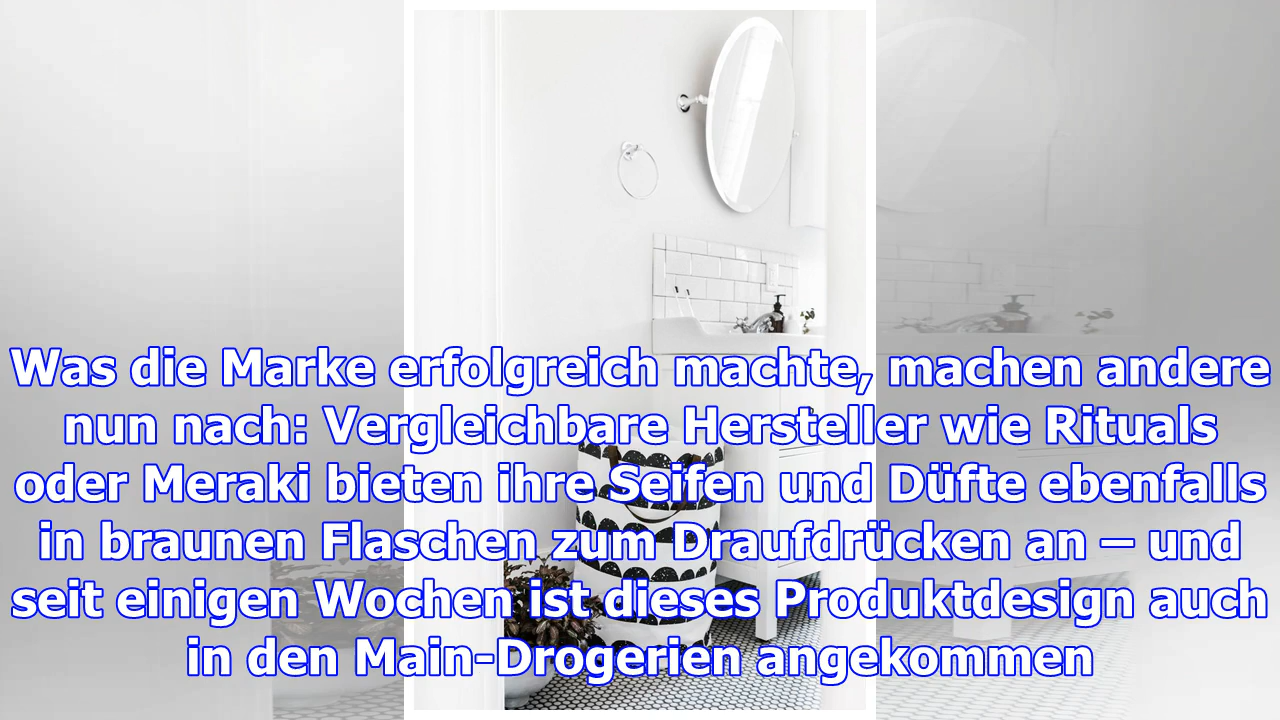 Was die Marke erfolgreich machte, machen andere
nun nach: Vergleichbare Hersteller wie Rituals
oder Meraki bieten ihre Seifen und Düfte ebenfalls
in braunen Flaschen zum Draufdrücken an – und
seit einigen Wochen ist dieses Produktdesign auch
in den Main-Drogerien angekommen